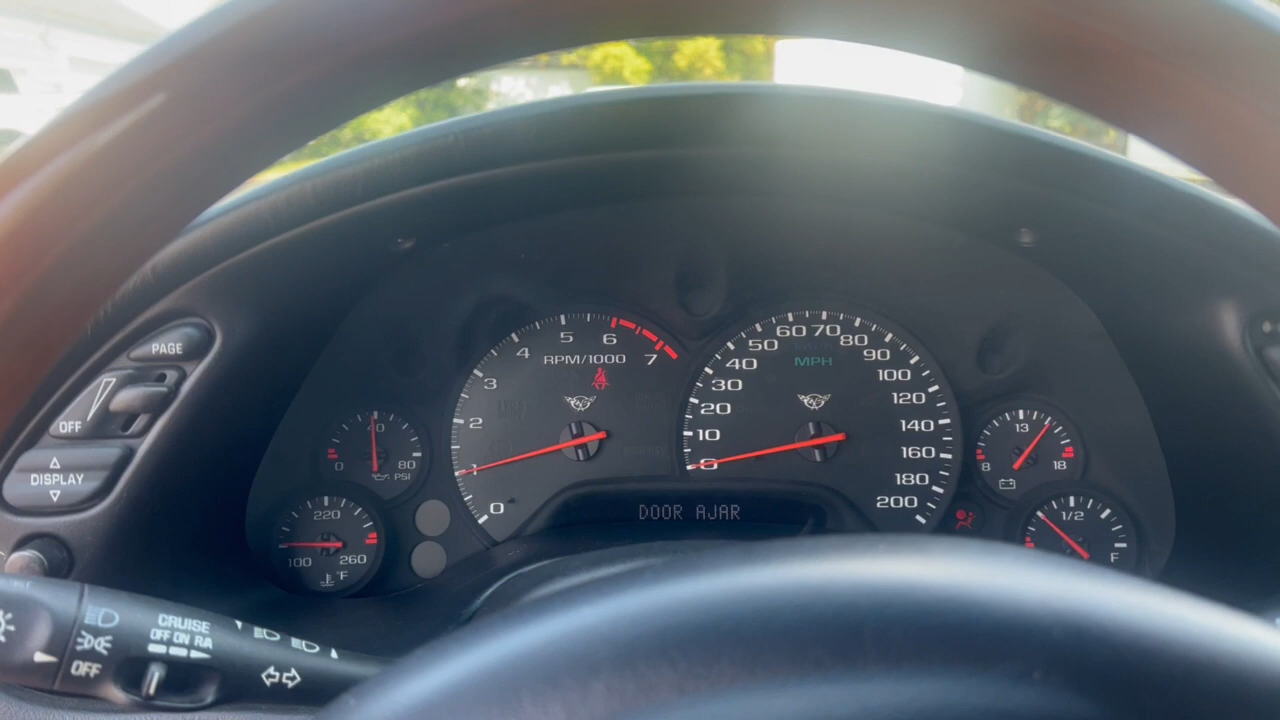 PAGE
OFF
DISPLAY
0
1
2
3
4
5
6
7
RPM/1000
0
10
20
30
40
50
60
70
80
90
100
120
140
160
180
200
MPH
DOOR AJAR
0
80
PSI
100
220
260
°F
8
13
18
1/2
F
CRUISE
OFF ON RA
OFF